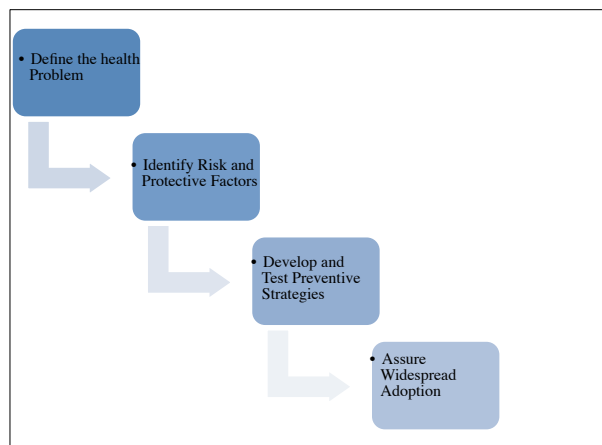 • Define the health
Problem
• Identify Risk and
Protective Factors
• Develop and
Test Preventive
Strategies
• Assure
Widespread
Adoption